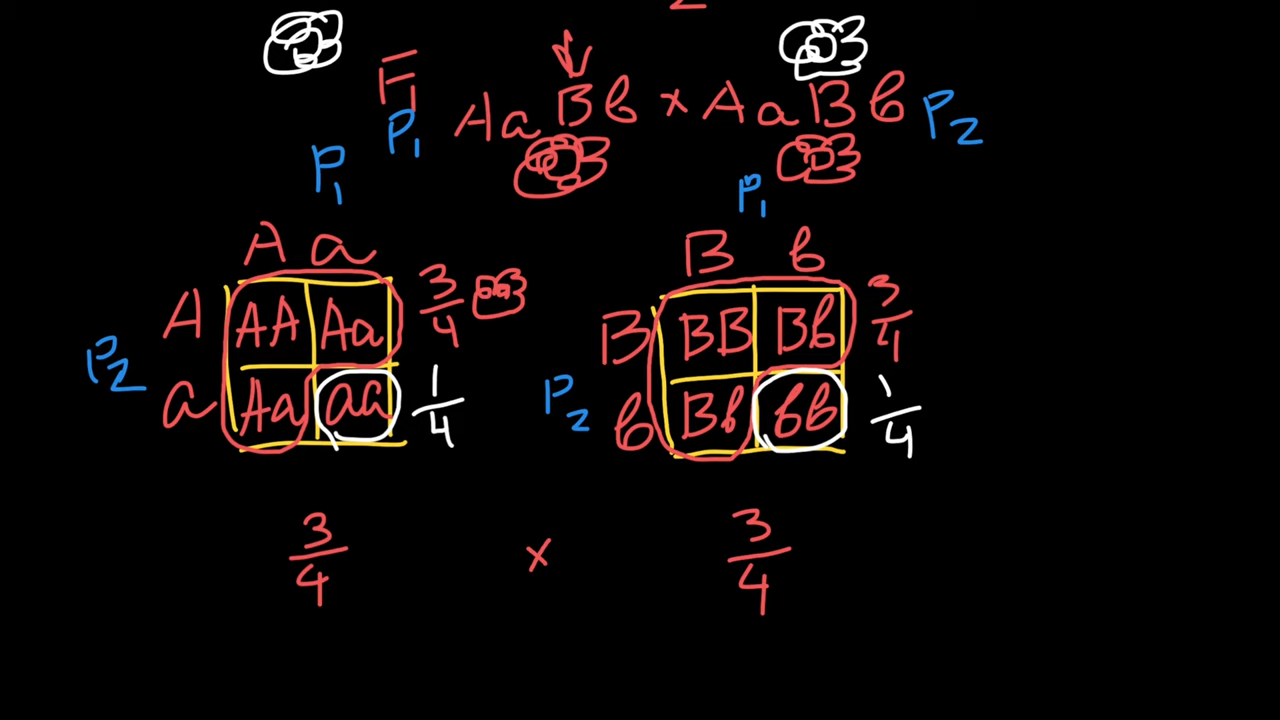 2
F1 AaBb x AaBb P2
P1
P1 P1
A a B b
A AA Aa 3/4 B BB Bb 3/4
P2 a Aa aa 1/4 P2 b Bb bb 1/4
3/4 x 3/4